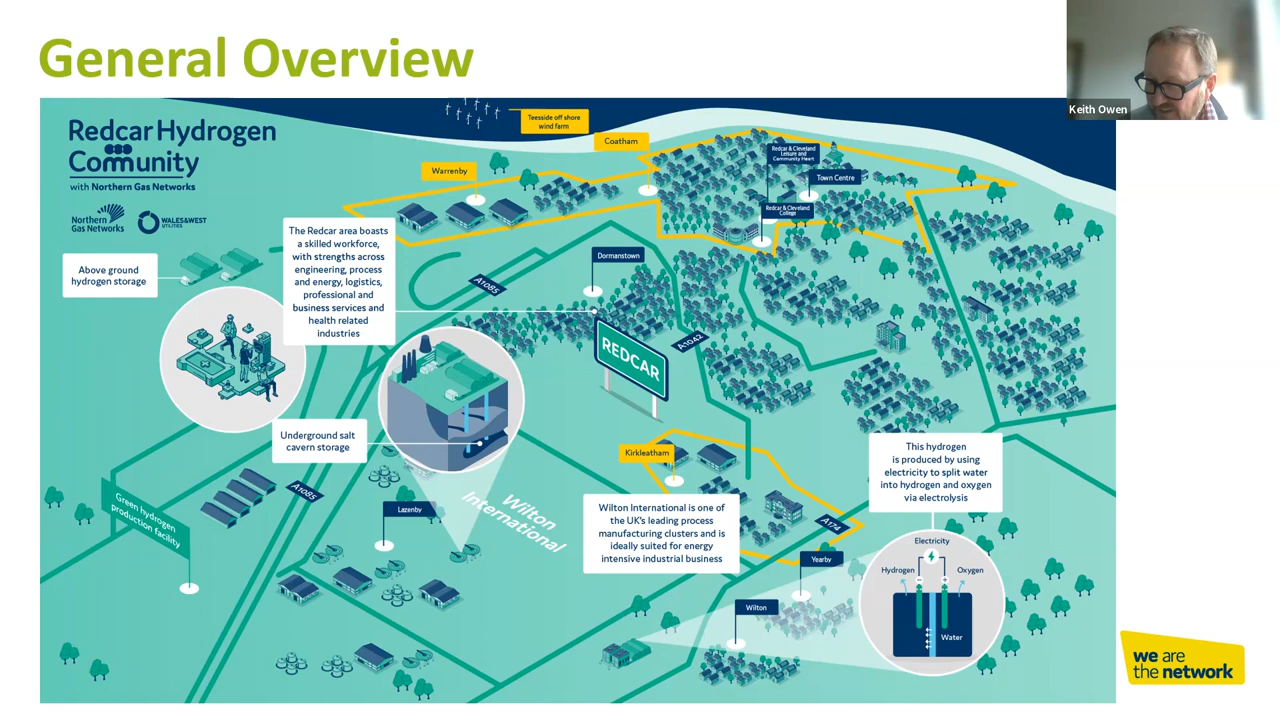 General Overview
Keith Owen
Redcar Hydrogen
Community
with Northern Gas Networks
Northern
Gas Networks
WALES&WEST
UTILITIES
Teesside off shore
wind farm
Coatham
Warrenby
Redcar & Cleveland
Leisure and
Community Heart
Town Centre
Redcar & Cleveland
College
The Redcar area boasts
a skilled workforce,
with strengths across
engineering, process
and energy, logistics,
professional and
business services and
health related
industries
Above ground
hydrogen storage
Dormanstown
A1085
A1042
REDCAR
Underground salt
cavern storage
Kirkleatham
This hydrogen
is produced by using
electricity to split water
into hydrogen and oxygen
via electrolysis
A1085
Green hydrogen
production facility
Lazenby
Wilton
International
Wilton International is one of
the UK's leading process
manufacturing clusters and is
ideally suited for energy
intensive industrial business
A174
Yearby
Wilton
Electricity
Hydrogen
Oxygen
Water
we are
the network